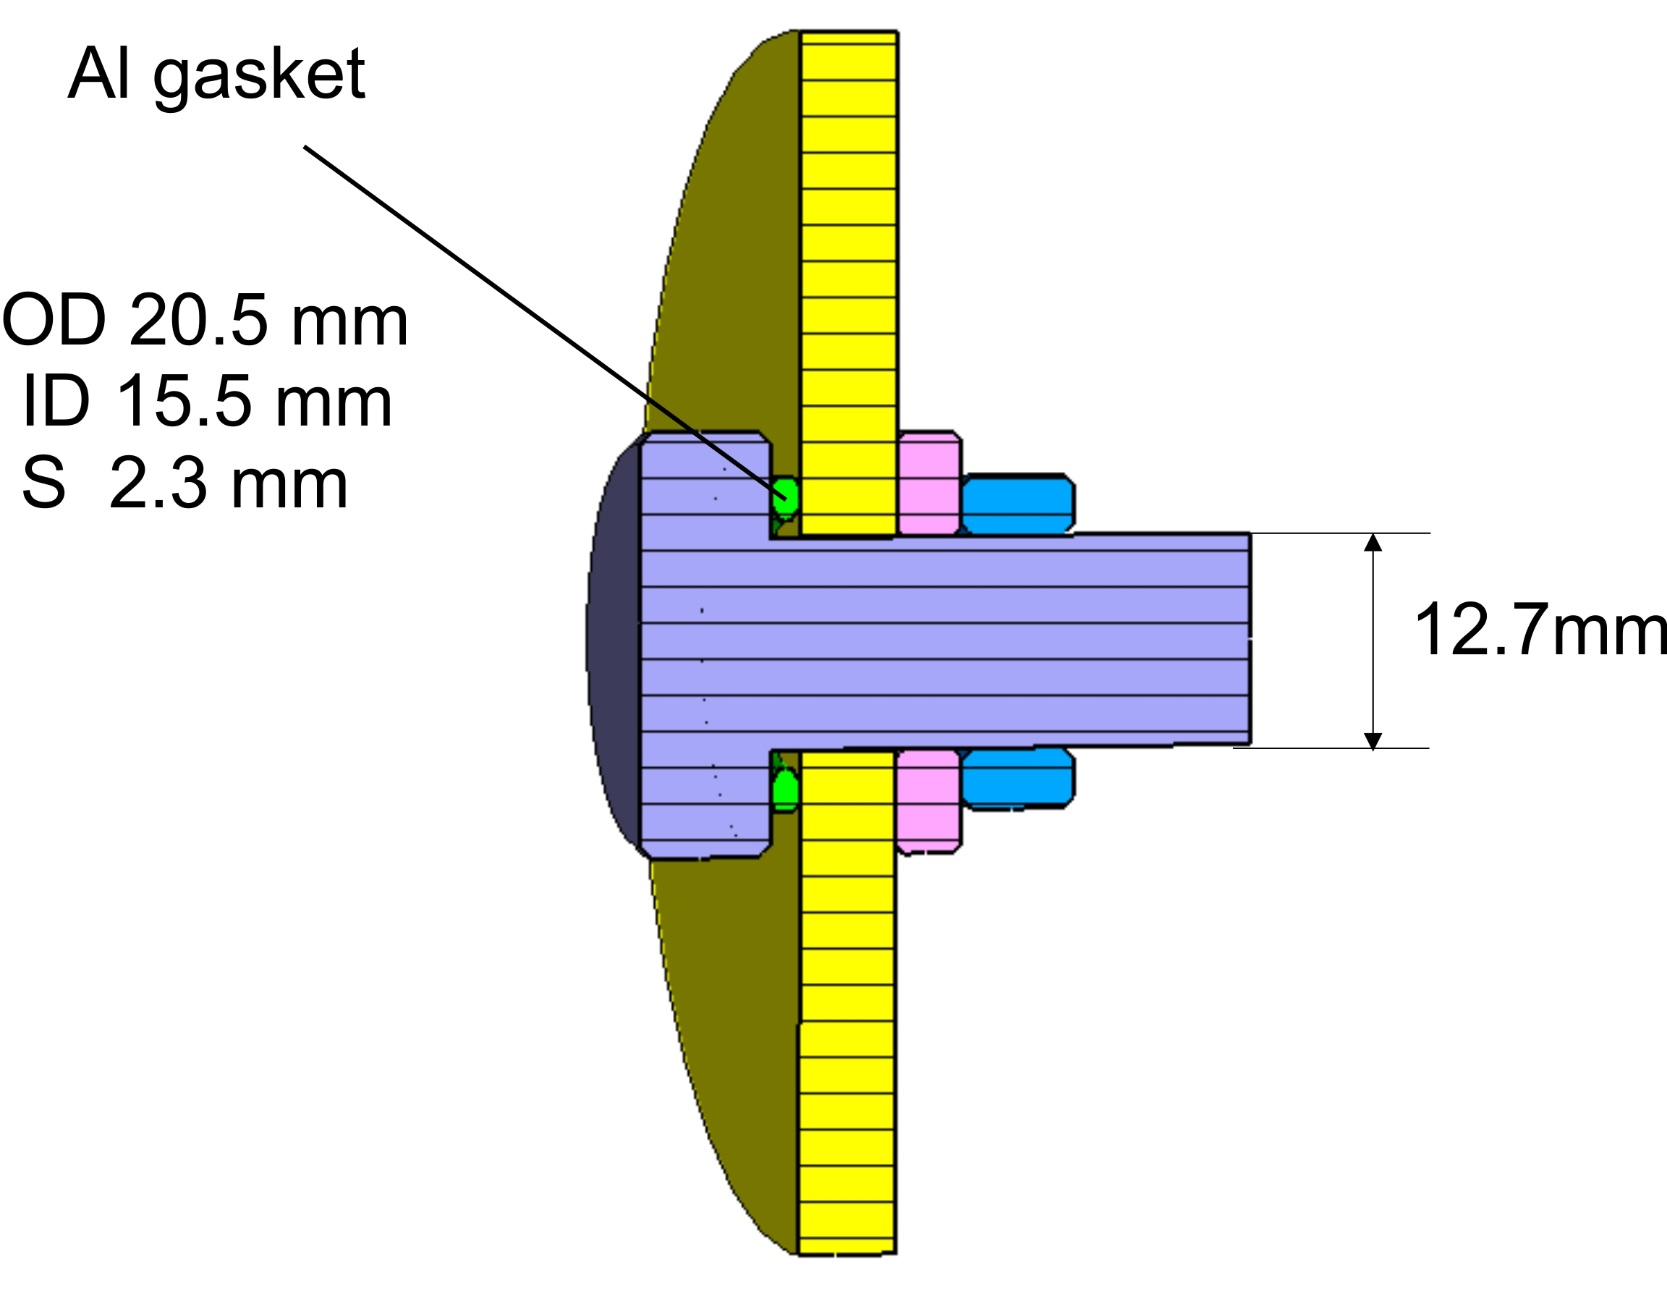 Al gasket
OD 20.5 mm
ID 15.5 mm
S 2.3 mm
12.7mm